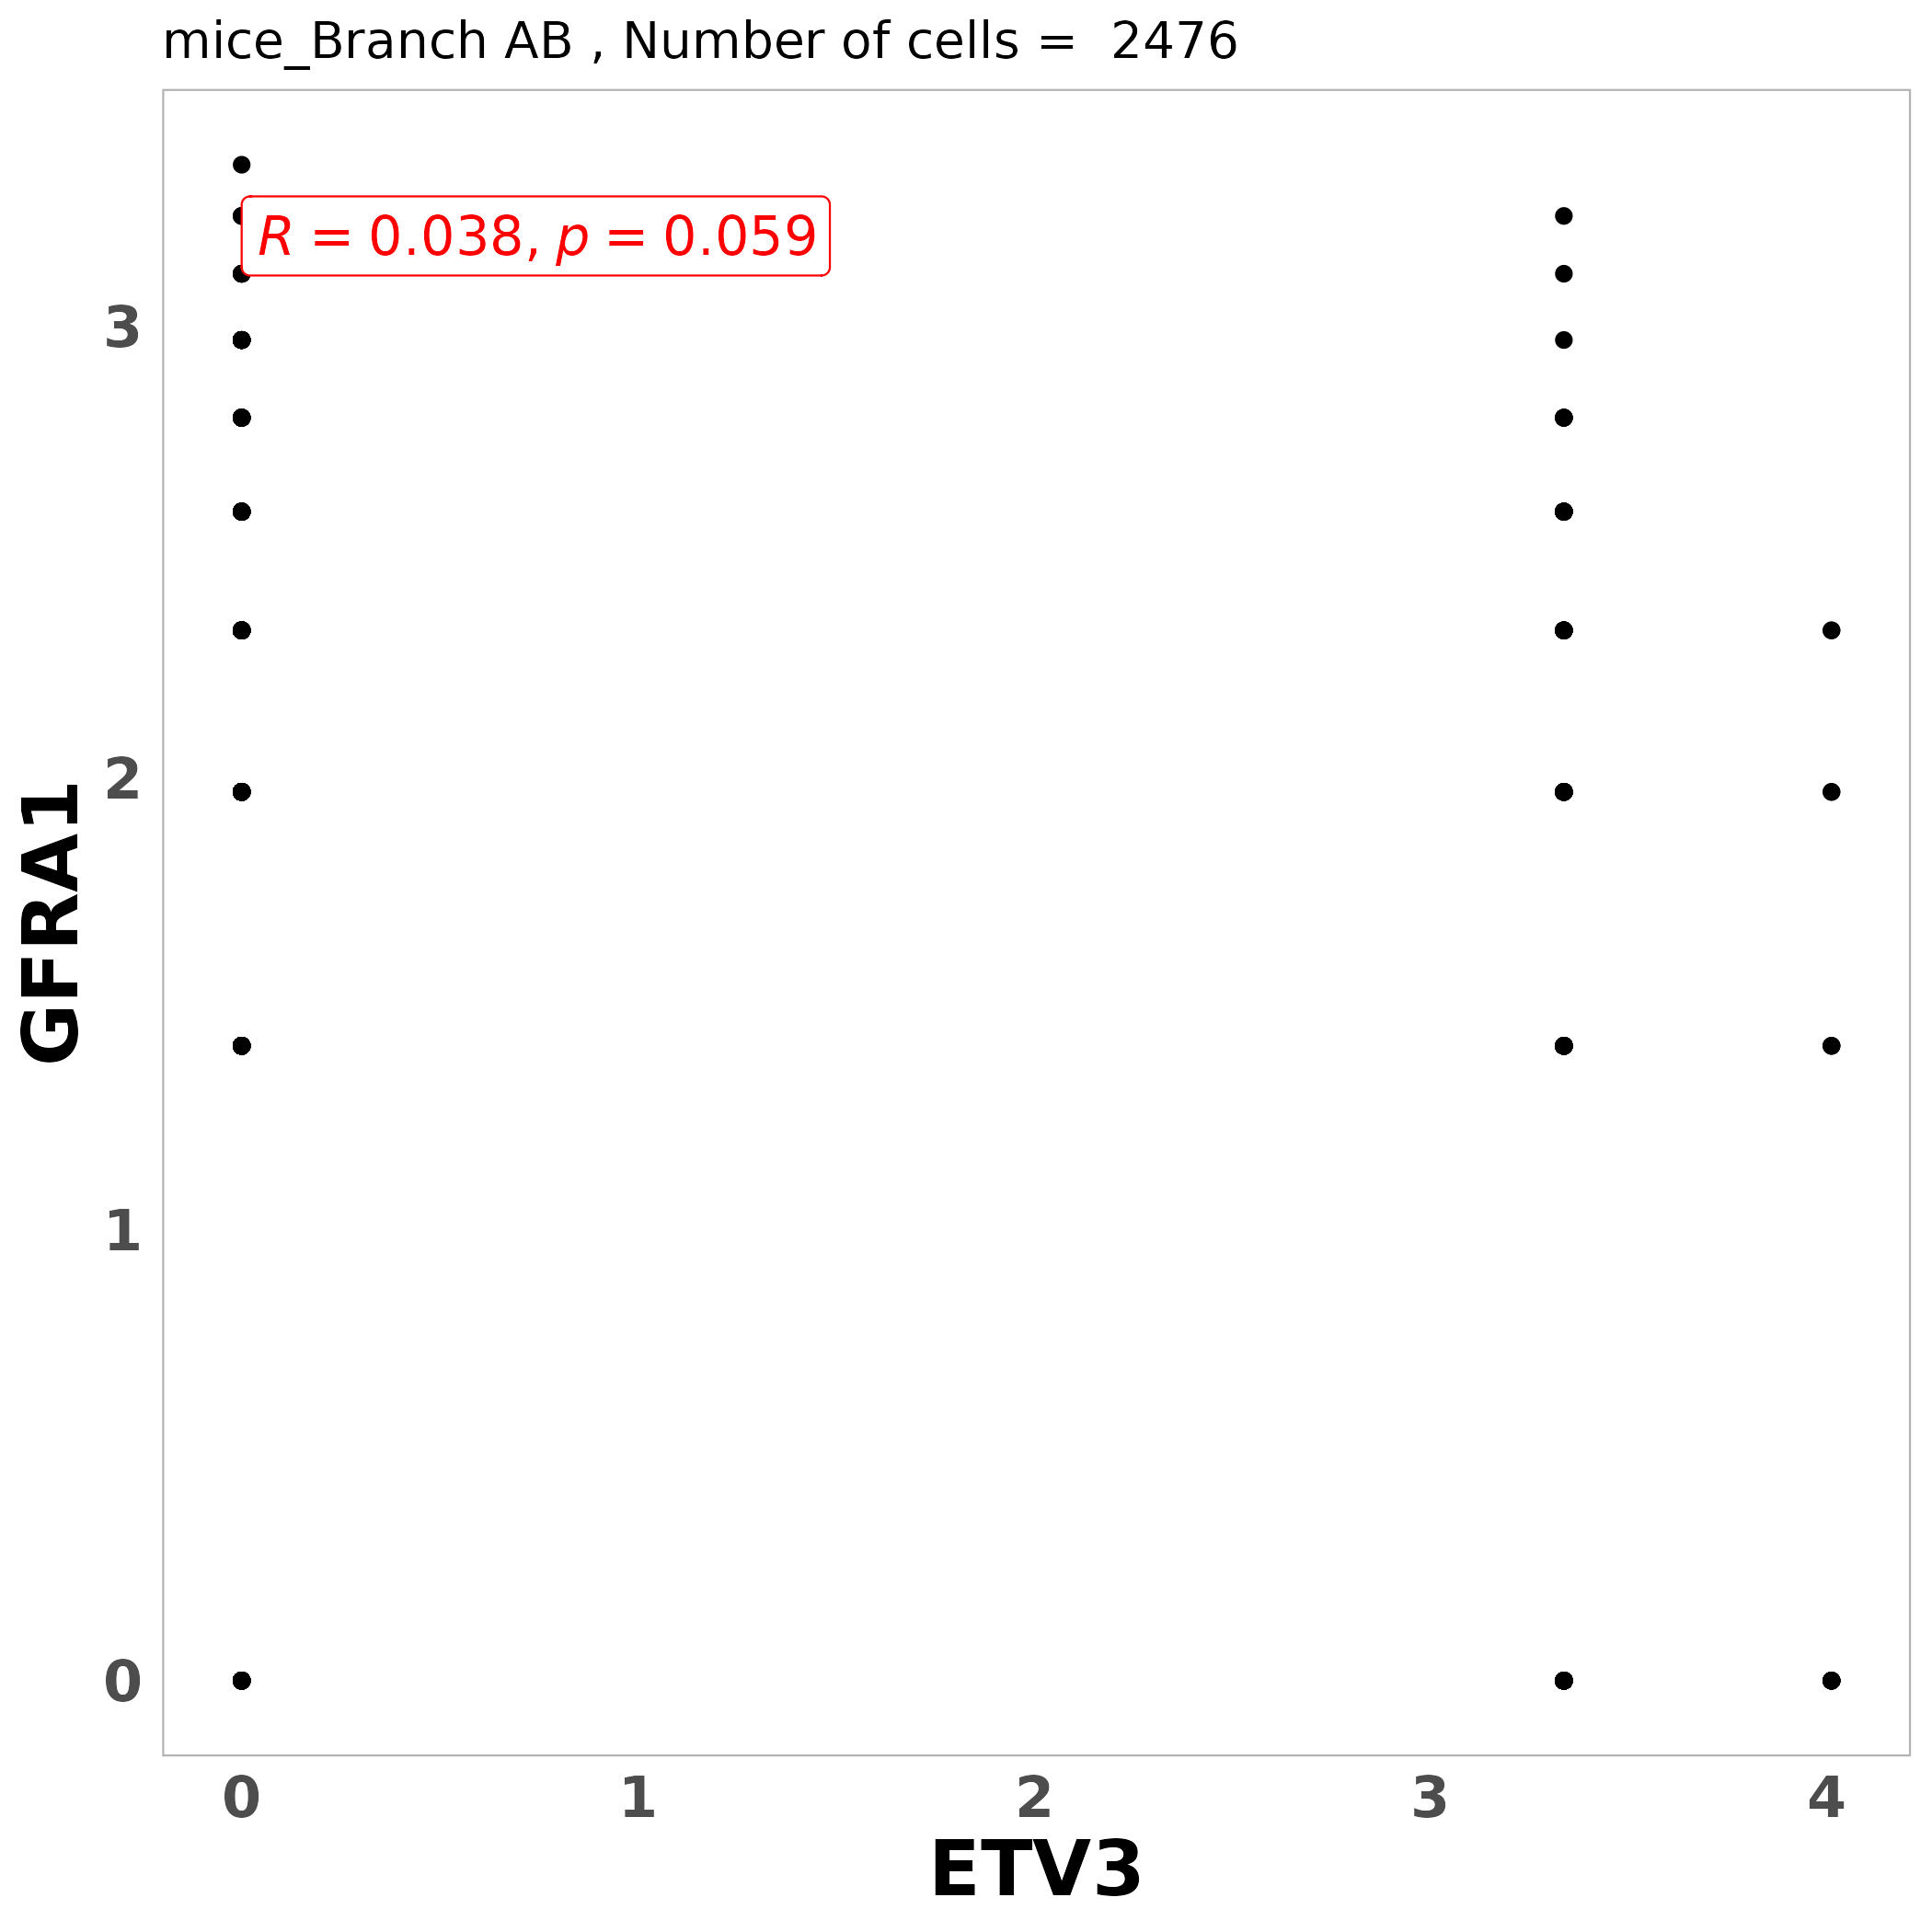 mice_Branch AB , Number of cells =  2476
R = 0.038, p = 0.059
3
2
1
0
GFRA1
0 1 2 3 4
ETV3